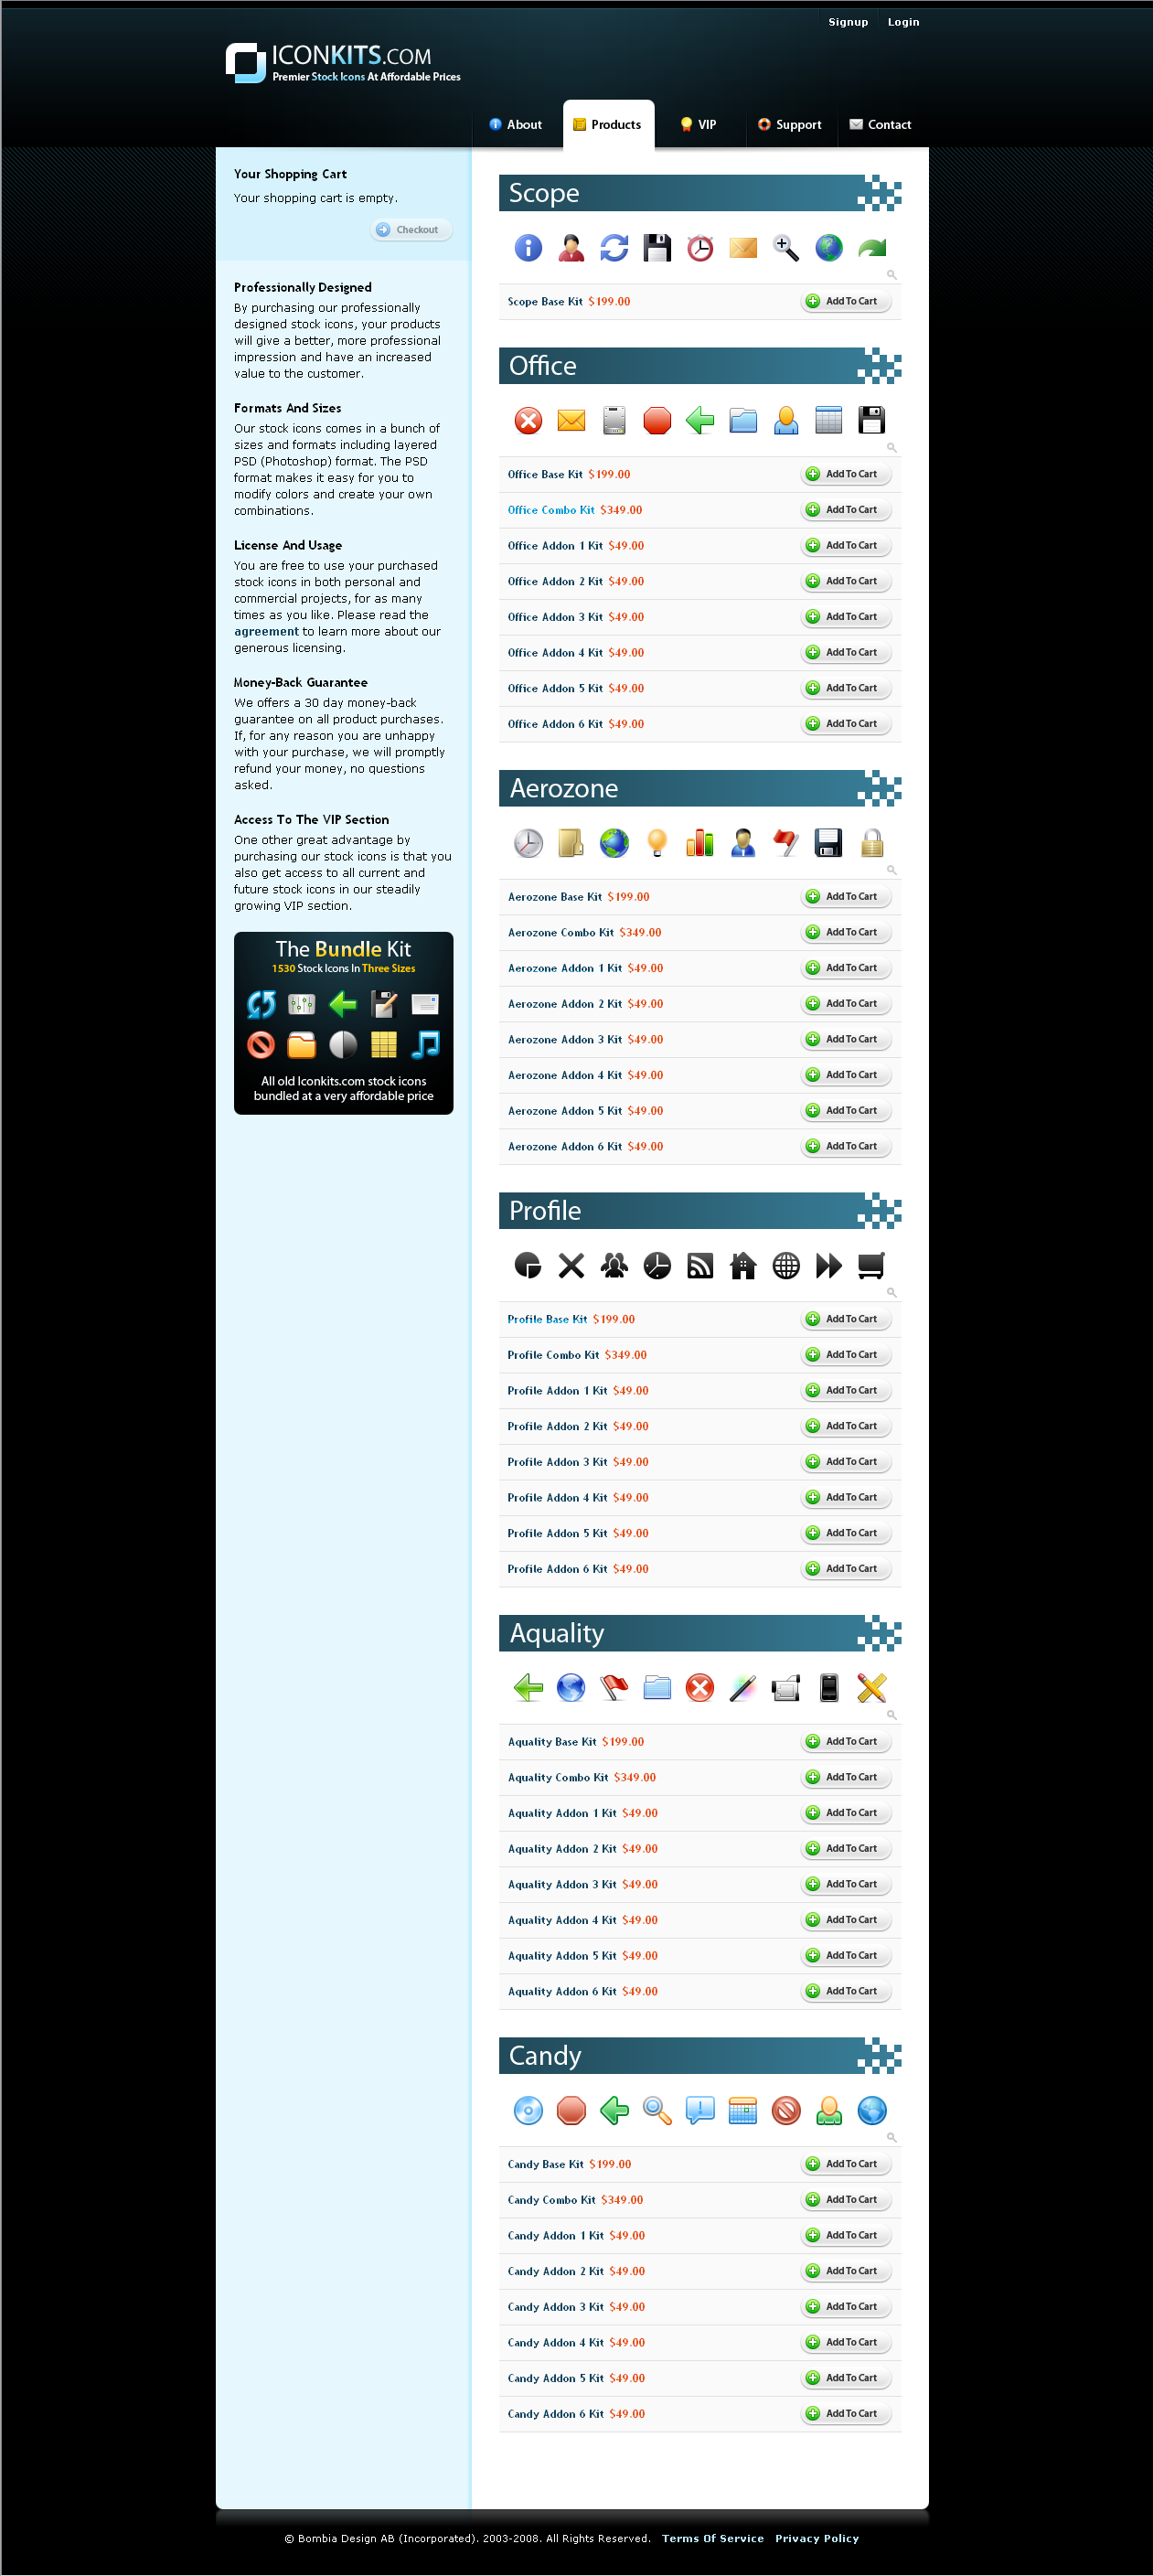 Signup Login
ICONKITS.COM
Premier Stock Icons At Affordable Prices
About Products VIP Support Contact
Your Shopping Cart
Your shopping cart is empty.
Checkout
Professionally Designed
By purchasing our professionally
designed stock icons, your products
will give a better, more professional
impression and have an increased
value to the customer.
Formats And Sizes
Our stock icons comes in a bunch of
sizes and formats including layered
PSD (Photoshop) format. The PSD
format makes it easy for you to
modify colors and create your own
combinations.
License And Usage
You are free to use your purchased
stock icons in both personal and
commercial projects, for as many
times as you like. Please read the
agreement to learn more about our
generous licensing.
Money-Back Guarantee
We offers a 30 day money-back
guarantee on all product purchases.
If, for any reason you are unhappy
with your purchase, we will promptly
refund your money, no questions
asked.
Access To The VIP Section
One other great advantage by
purchasing our stock icons is that you
also get access to all current and
future stock icons in our steadily
growing VIP section.
The Bundle Kit
1530 Stock Icons In Three Sizes
All old Iconkits.com stock icons
bundled at a very affordable price
Scope
Scope Base Kit $199.00 Add To Cart
Office
Office Base Kit $199.00 Add To Cart
Office Combo Kit $349.00 Add To Cart
Office Addon 1 Kit $49.00 Add To Cart
Office Addon 2 Kit $49.00 Add To Cart
Office Addon 3 Kit $49.00 Add To Cart
Office Addon 4 Kit $49.00 Add To Cart
Office Addon 5 Kit $49.00 Add To Cart
Office Addon 6 Kit $49.00 Add To Cart
Aerozone
Aerozone Base Kit $199.00 Add To Cart
Aerozone Combo Kit $349.00 Add To Cart
Aerozone Addon 1 Kit $49.00 Add To Cart
Aerozone Addon 2 Kit $49.00 Add To Cart
Aerozone Addon 3 Kit $49.00 Add To Cart
Aerozone Addon 4 Kit $49.00 Add To Cart
Aerozone Addon 5 Kit $49.00 Add To Cart
Aerozone Addon 6 Kit $49.00 Add To Cart
Profile
Profile Base Kit $199.00 Add To Cart
Profile Combo Kit $349.00 Add To Cart
Profile Addon 1 Kit $49.00 Add To Cart
Profile Addon 2 Kit $49.00 Add To Cart
Profile Addon 3 Kit $49.00 Add To Cart
Profile Addon 4 Kit $49.00 Add To Cart
Profile Addon 5 Kit $49.00 Add To Cart
Profile Addon 6 Kit $49.00 Add To Cart
Aquality
Aquality Base Kit $199.00 Add To Cart
Aquality Combo Kit $349.00 Add To Cart
Aquality Addon 1 Kit $49.00 Add To Cart
Aquality Addon 2 Kit $49.00 Add To Cart
Aquality Addon 3 Kit $49.00 Add To Cart
Aquality Addon 4 Kit $49.00 Add To Cart
Aquality Addon 5 Kit $49.00 Add To Cart
Aquality Addon 6 Kit $49.00 Add To Cart
Candy
Candy Base Kit $199.00 Add To Cart
Candy Combo Kit $349.00 Add To Cart
Candy Addon 1 Kit $49.00 Add To Cart
Candy Addon 2 Kit $49.00 Add To Cart
Candy Addon 3 Kit $49.00 Add To Cart
Candy Addon 4 Kit $49.00 Add To Cart
Candy Addon 5 Kit $49.00 Add To Cart
Candy Addon 6 Kit $49.00 Add To Cart
© Bombia Design AB (Incorporated). 2003-2008. All Rights Reserved. Terms Of Service Privacy Policy